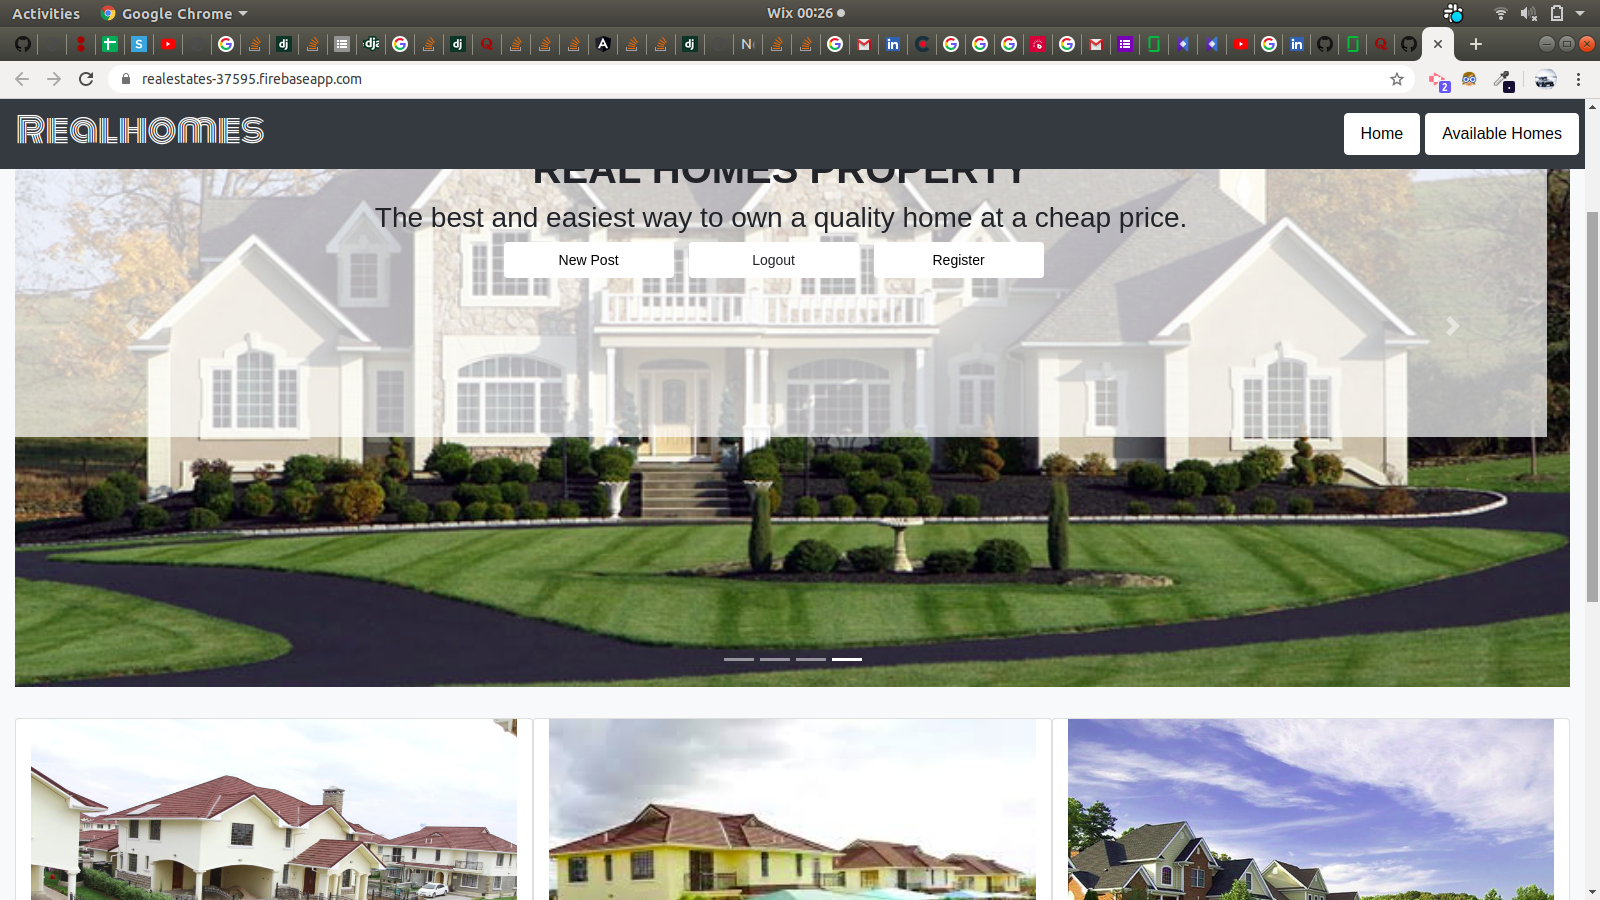 Activities
Google Chrome
Wix 00:26
realestates-37595.firebaseapp.com
2
REALHOMES
Home
Available Homes
REAL HOMES PROPERTY
The best and easiest way to own a quality home at a cheap price.
New Post
Logout
Register